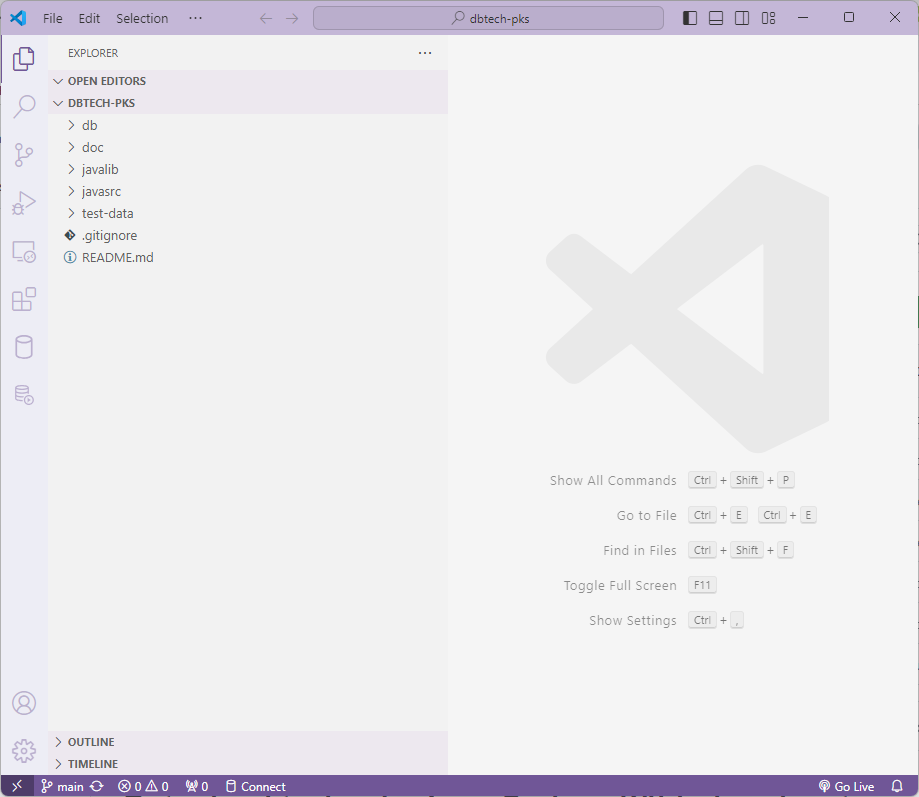 File Edit Selection ··· dbtech-pks
EXPLORER ···
OPEN EDITORS
DBTECH-PKS
db
doc
javalib
javasrc
test-data
.gitignore
README.md
Show All Commands Ctrl + Shift + P
Go to File Ctrl + E Ctrl + E
Find in Files Ctrl + Shift + F
Toggle Full Screen F11
Show Settings Ctrl + ,
OUTLINE
TIMELINE
main 0 0 0 Connect Go Live